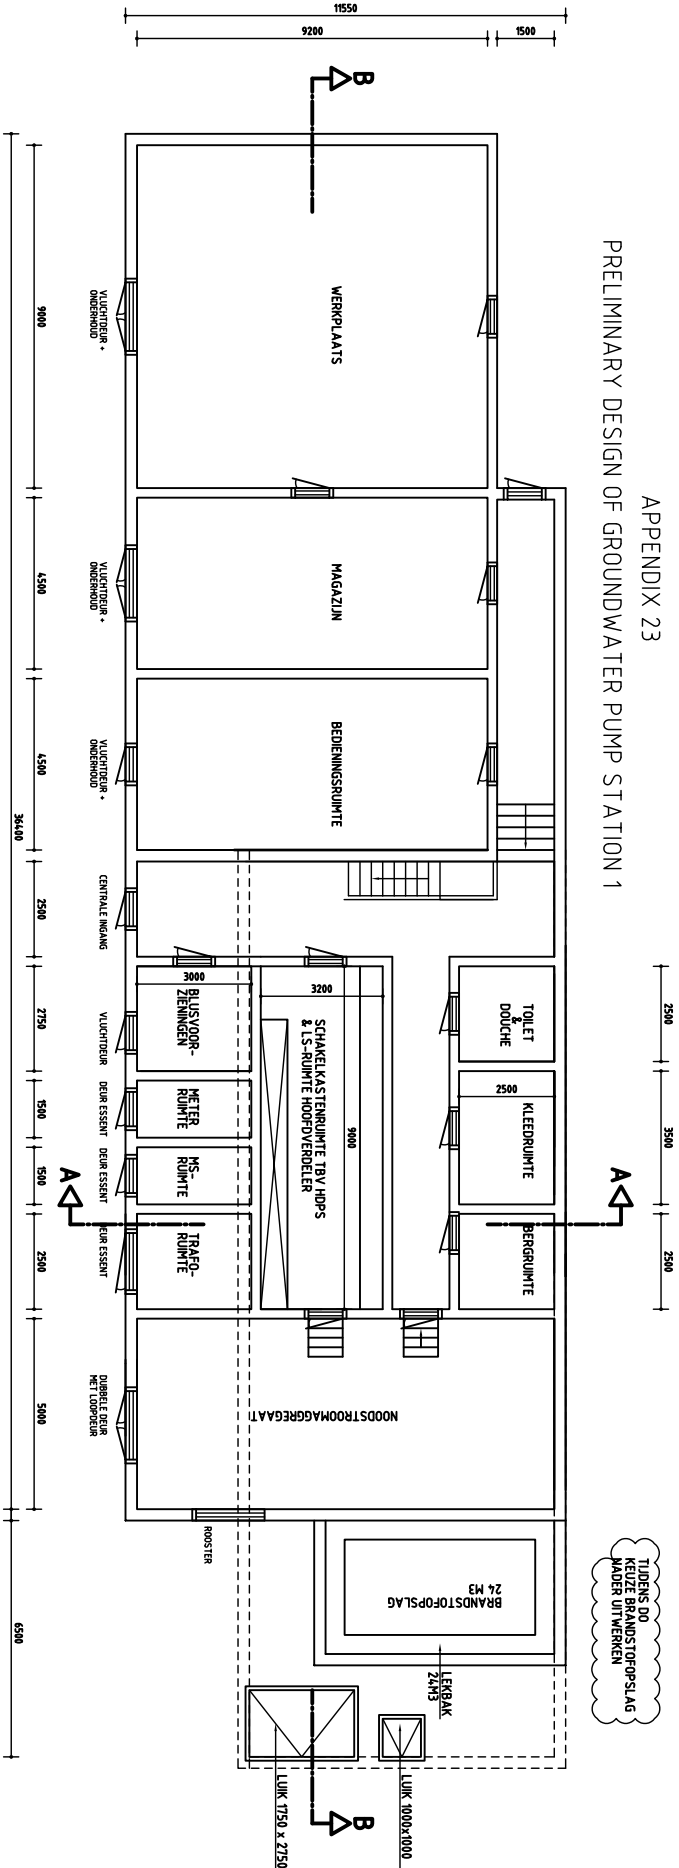 APPENDIX 23
PRELIMINARY DESIGN OF GROUNDWATER PUMP STATION 1
11550
9200
1500
B
WERKPLAATS
VLUCHTDEUR +
ONDERHOUD
9000
MAGAZIJN
VLUCHTDEUR +
ONDERHOUD
4500
BEDIENINGSRUIMTE
VLUCHTDEUR +
ONDERHOUD
4500
36400
CENTRALE INGANG
2500
3000
BLUSVOOR-
ZIENINGEN
VLUCHTDEUR
2750
3200
SCHAKELKASTENRUIMTE TBV HDPS
& LS-RUIMTE HOOFDVERDELER
9000
TOILET
&
DOUCHE
2500
METER
RUIMTE
DEUR ESSENT
1500
2500
KLEEDRUIMTE
3500
MS-
RUIMTE
DEUR ESSENT
1500
A
A
TRAFO-
RUIMTE
DEUR ESSENT
2500
BERGRUIMTE
2500
NOODSTROOMAGGREGAAT
DUBBELE DEUR
MET LOOPDEUR
5000
ROOSTER
BRANDSTOFOPSLAG
24 M3
TIJDENS DO
KEUZE BRANDSTOFOPSLAG
NADER UITWERKEN
LEKBAK
24M3
6500
LUIK 1750 x 2750
LUIK 1000x1000
B